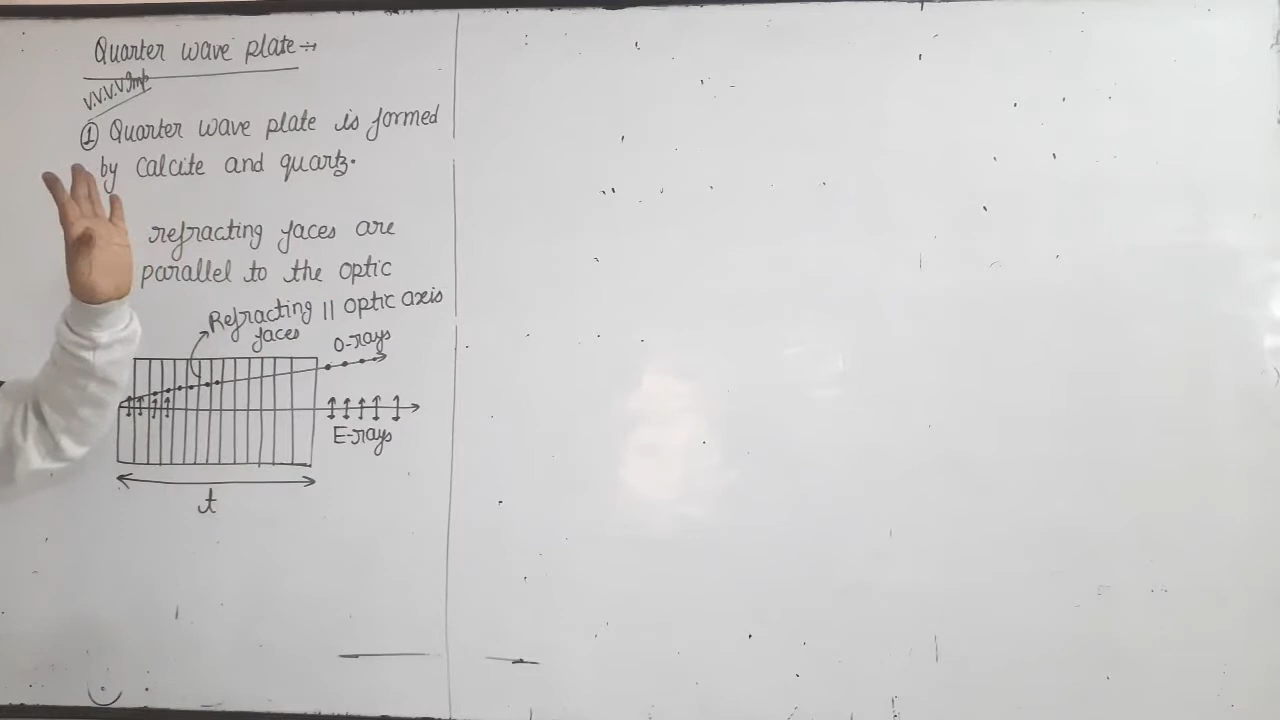 Quarter wave plate÷
V.V.V.V Imp
① Quarter wave plate is formed
by Calcite and quartz.
refracting faces are
parallel to the optic
Refracting || optic axis
faces
O-rays
E-rays
t